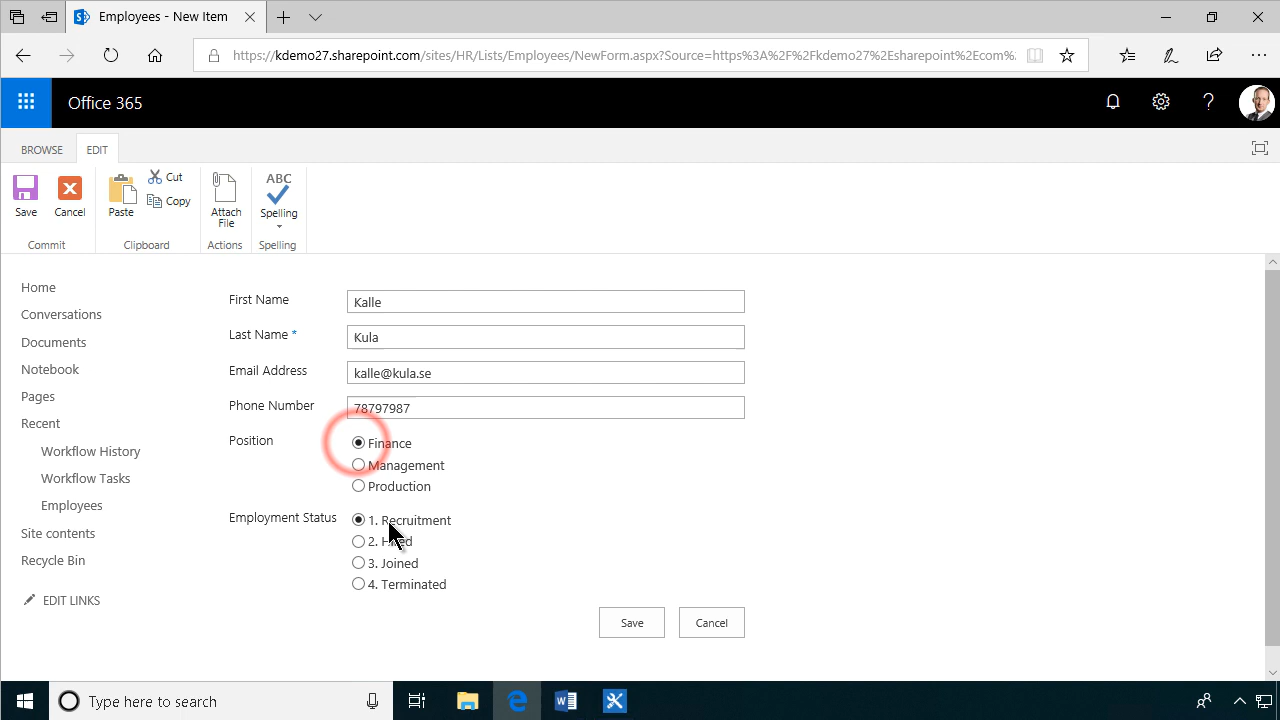 Employees - New Item
https://kdemo27.sharepoint.com/sites/HR/Lists/Employees/NewForm.aspx?Source=https%3A%2F%2Fkdemo27%2Esharepoint%2Ecom%
Office 365
BROWSE
EDIT
Save
Cancel
Commit
Paste
Cut
Copy
Clipboard
Attach
File
Actions
ABC
Spelling
Spelling
Home
Conversations
Documents
Notebook
Pages
Recent
Workflow History
Workflow Tasks
Employees
Site contents
Recycle Bin
EDIT LINKS
First Name
Kalle
Last Name *
Kula
Email Address
kalle@kula.se
Phone Number
78797987
Position
Finance
Management
Production
Employment Status
1. Recruitment
2. Hired
3. Joined
4. Terminated
Save
Cancel
Type here to search